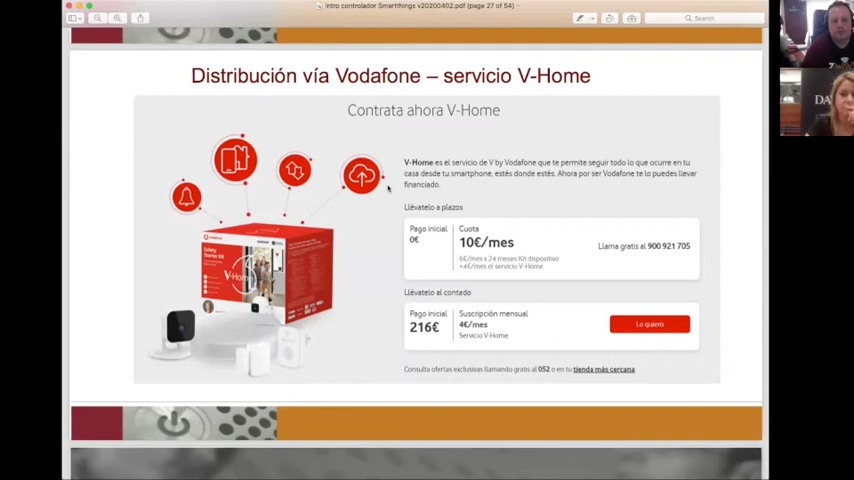 Intro controlador Smartthings v20200402.pdf (page 27 of 54)
Search
Distribución vía Vodafone – servicio V-Home
Contrata ahora V-Home
V-Home es el servicio de V by Vodafone que te permite seguir todo lo que ocurre en tu
casa desde tu smartphone, estés donde estés. Ahora por ser Vodafone te lo puedes llevar
financiado.
Llévatelo a plazos
Pago inicial
0€
Cuota
10€/mes
6€/mes x 24 meses Kit dispositivo
+4€/mes el servicio V-Home
Llama gratis al 900 921 705
Llévatelo al contado
Pago inicial
216€
Suscripción mensual
4€/mes
Servicio V-Home
Lo quiero
Consulta ofertas exclusivas llamando gratis al 052 o en tu tienda más cercana
Safety
Starter Kit
V-Home